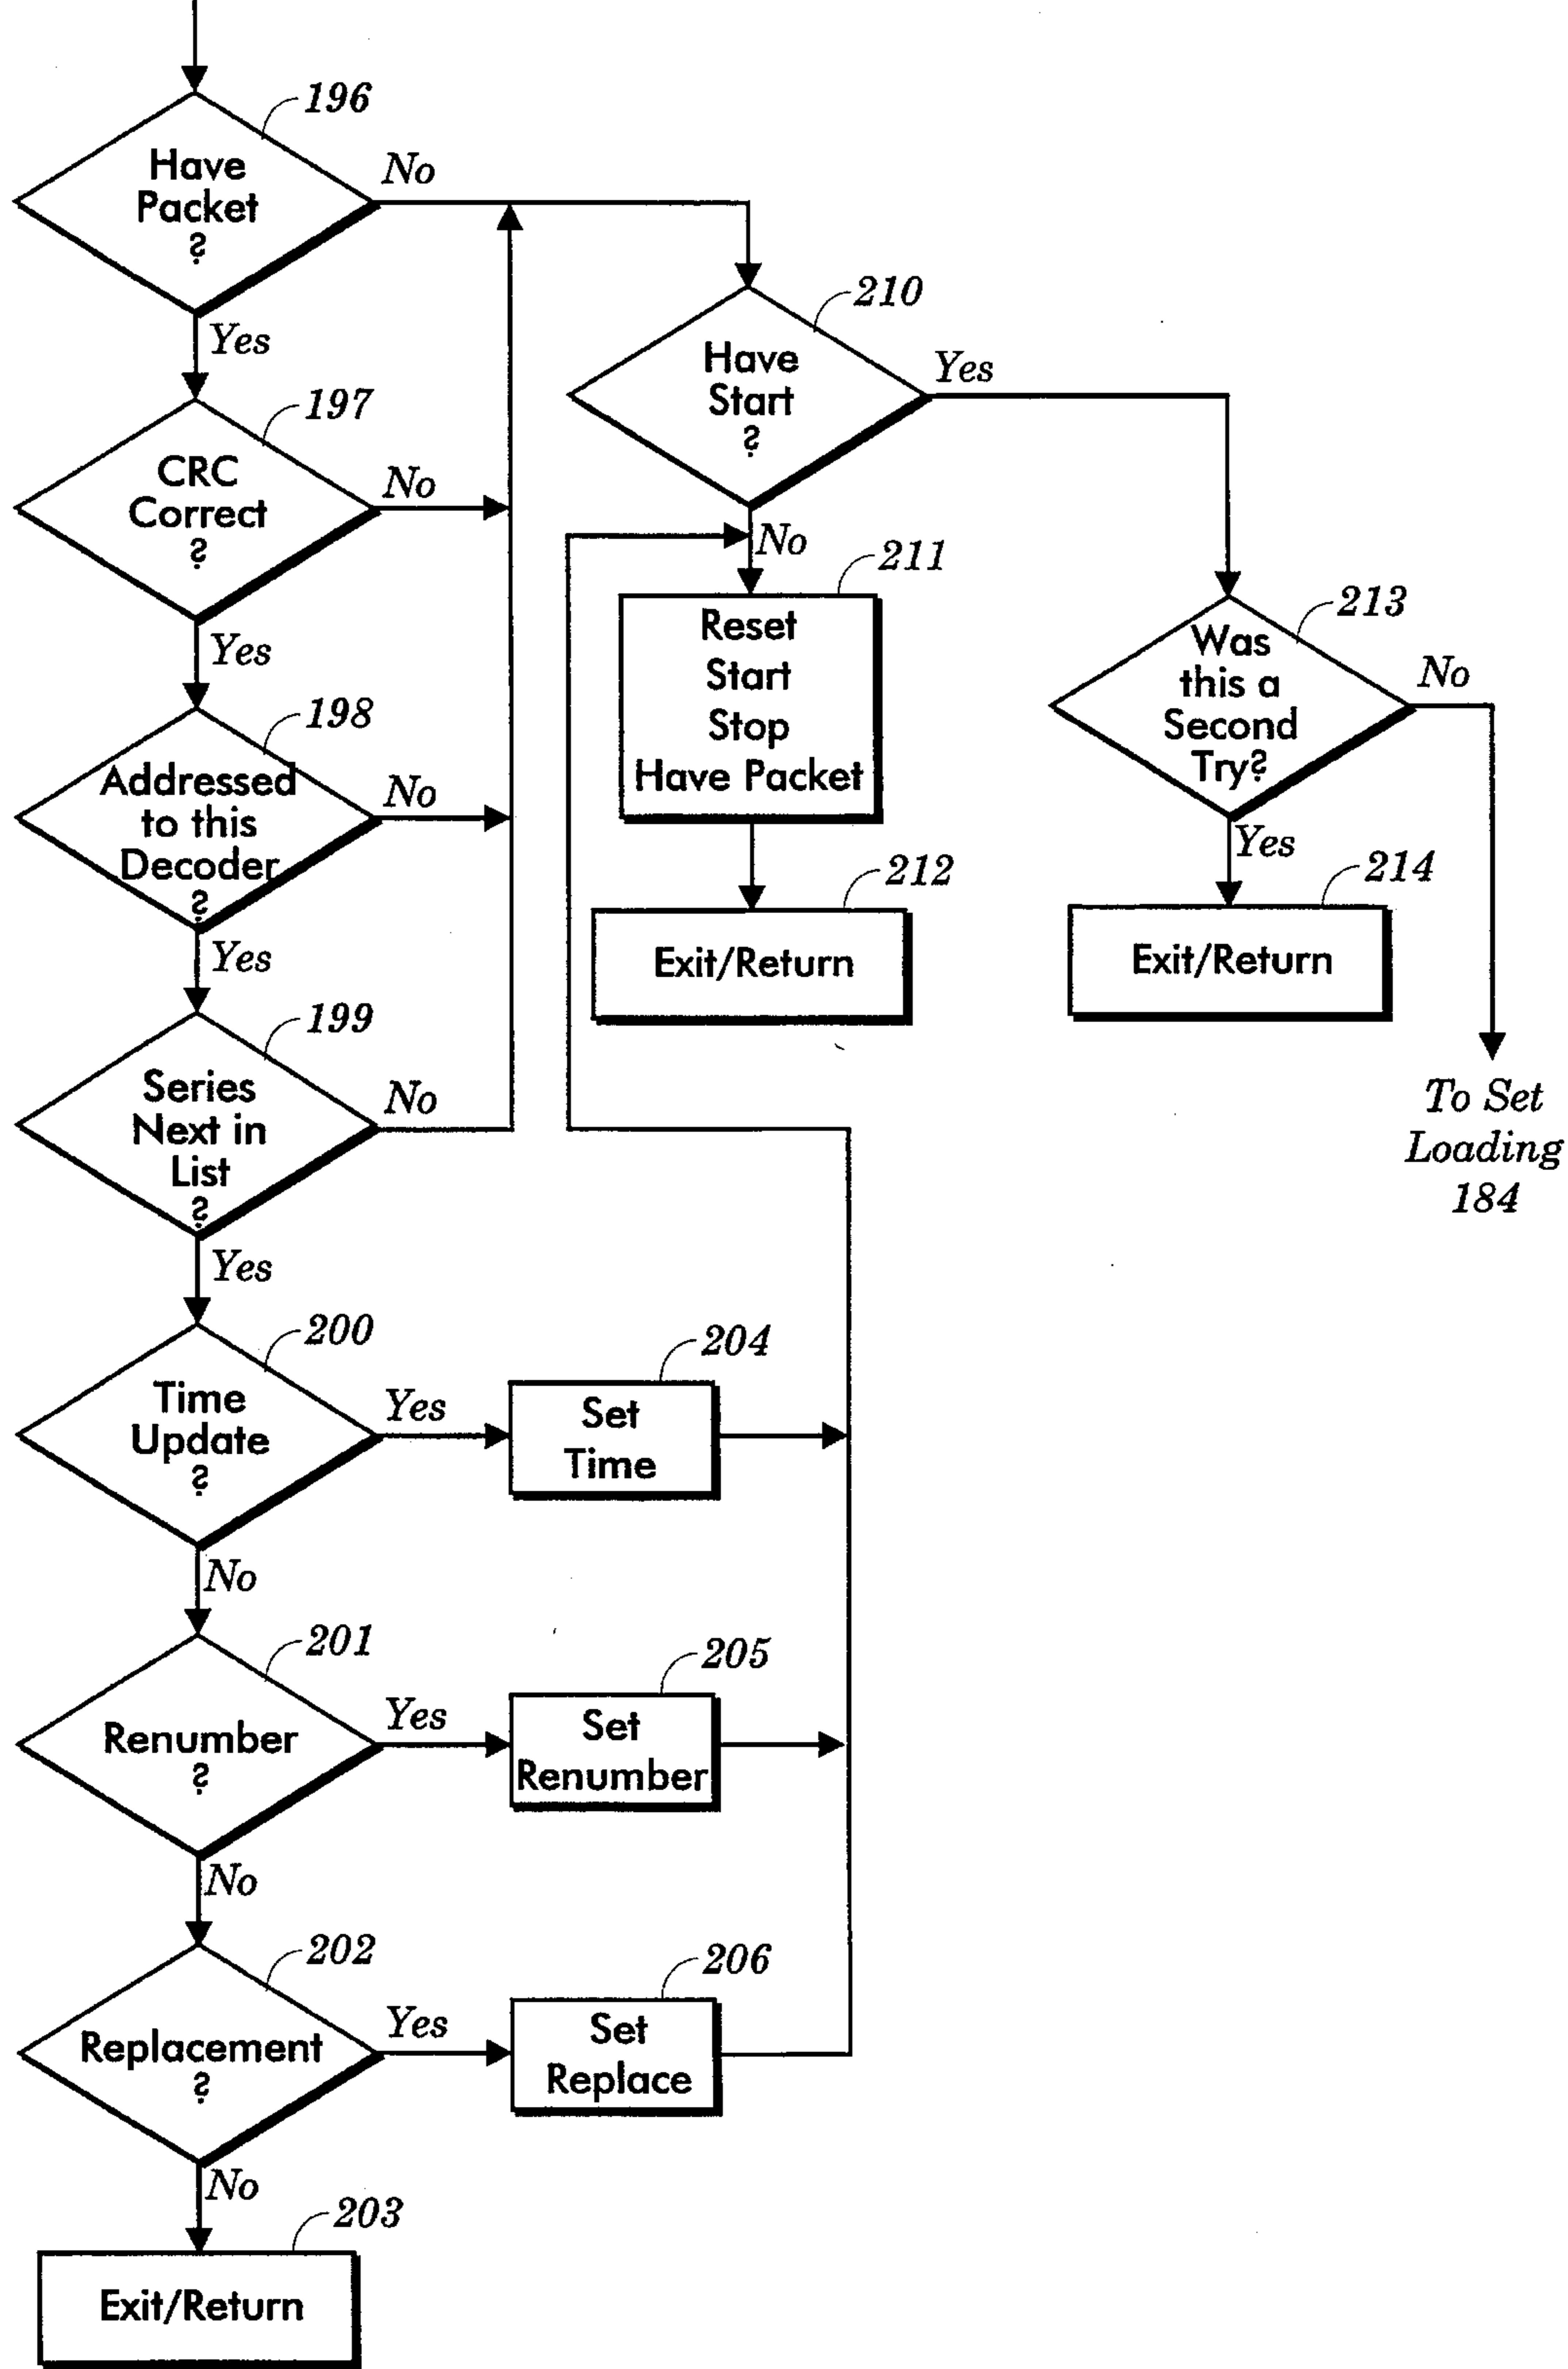 196
Have
Packet
?
No
Yes
197
CRC
Correct
?
No
Yes
198
Addressed
to this
Decoder
?
No
Yes
199
Series
Next in
List
?
No
Yes
200
Time
Update
?
Yes
No
204
Set
Time
201
Renumber
?
Yes
No
205
Set
Renumber
202
Replacement
?
Yes
No
206
Set
Replace
203
Exit/Return
210
Have
Start
?
Yes
No
211
Reset
Start
Stop
Have Packet
212
Exit/Return
213
Was
this a
Second
Try?
No
Yes
214
Exit/Return
To Set
Loading
184